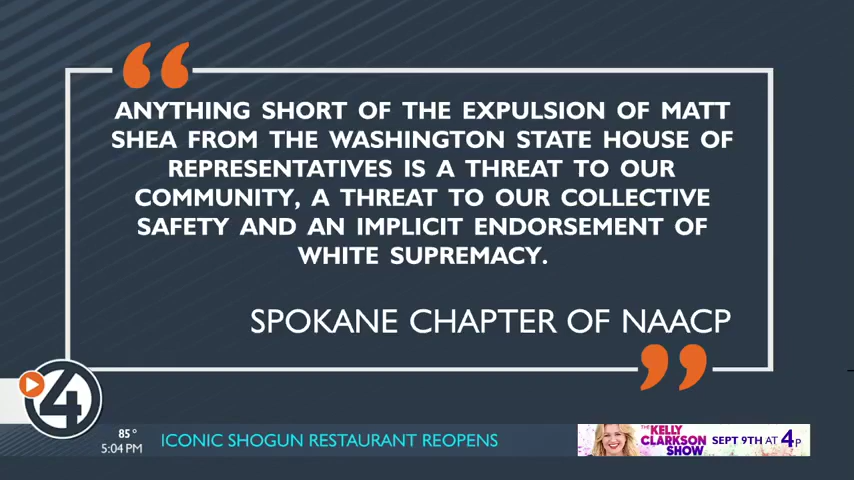 ANYTHING SHORT OF THE EXPULSION OF MATT
SHEA FROM THE WASHINGTON STATE HOUSE OF
REPRESENTATIVES IS A THREAT TO OUR
COMMUNITY, A THREAT TO OUR COLLECTIVE
SAFETY AND AN IMPLICIT ENDORSEMENT OF
WHITE SUPREMACY.
SPOKANE CHAPTER OF NAACP
4
85°
5:04 PM
ICONIC SHOGUN RESTAURANT REOPENS
THE
KELLY
CLARKSON
SHOW
SEPT 9TH AT 4P